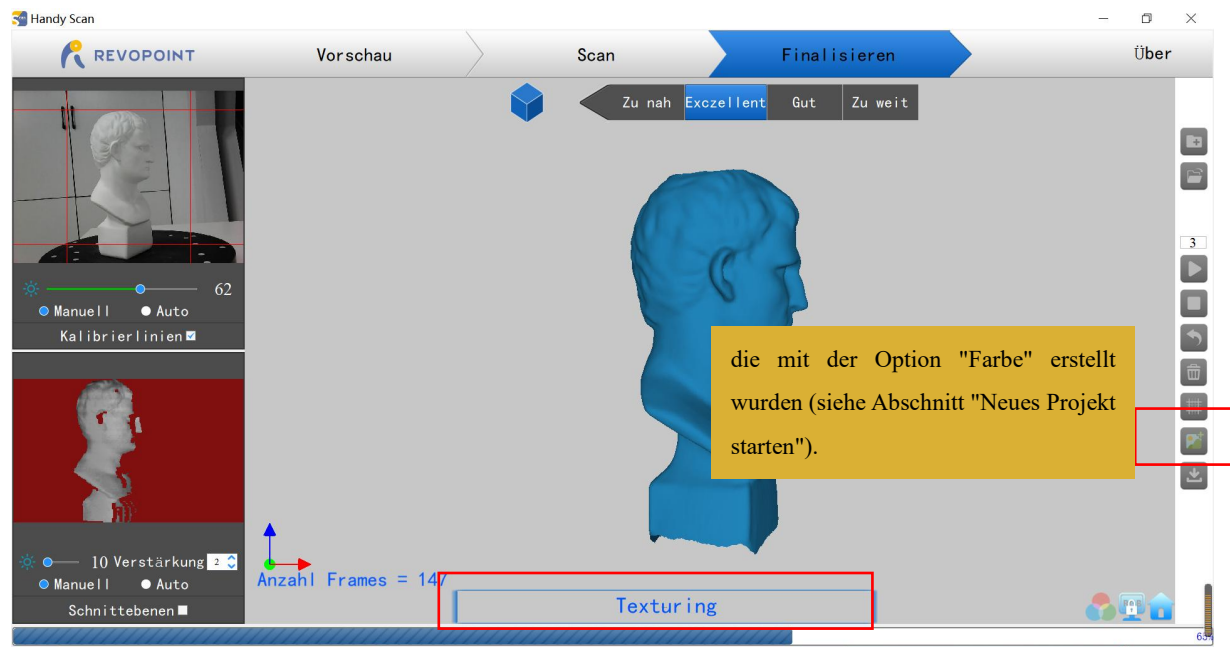 Handy Scan
REVOPOINT
Vorschau
Scan
Finalisieren
Über
Zu nah
Exczellent
Gut
Zu weit
62
Manuell
Auto
Kalibrierlinien
3
die mit der Option "Farbe" erstellt
wurden (siehe Abschnitt "Neues Projekt
starten").
10 Verstärkung 2
Manuell
Auto
Schnittebenen
Anzahl Frames = 147
Texturing